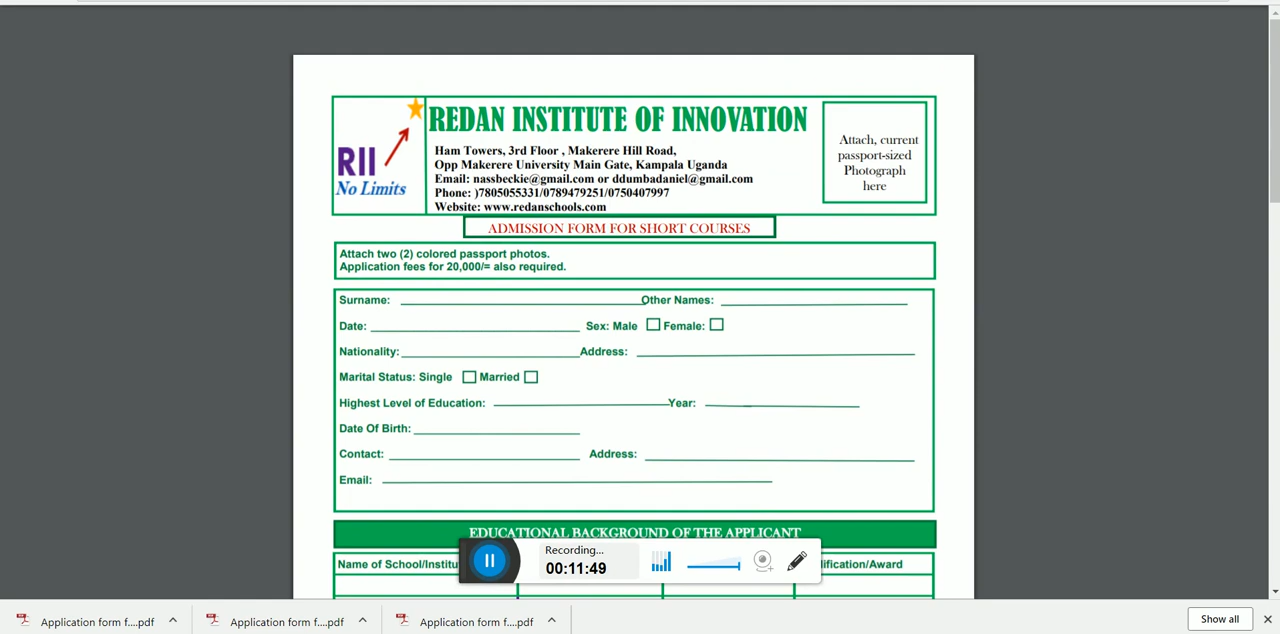 REDAN INSTITUTE OF INNOVATION
RII
No Limits
Ham Towers, 3rd Floor , Makerere Hill Road,
Opp Makerere University Main Gate, Kampala Uganda
Email: nassbeckie@gmail.com or ddumbadaniel@gmail.com
Phone: )7805055331/0789479251/0750407997
Website: www.redanschools.com
Attach, current
passport-sized
Photograph
here
ADMISSION FORM FOR SHORT COURSES
Attach two (2) colored passport photos.
Application fees for 20,000/= also required.
Surname: Other Names:
Date: Sex: Male Female:
Nationality: Address:
Marital Status: Single Married
Highest Level of Education: Year:
Date Of Birth:
Contact: Address:
Email:
EDUCATIONAL BACKGROUND OF THE APPLICANT
Name of School/Institu lification/Award
Recording...
00:11:49
Application form f....pdf Application form f....pdf Application form f....pdf Show all